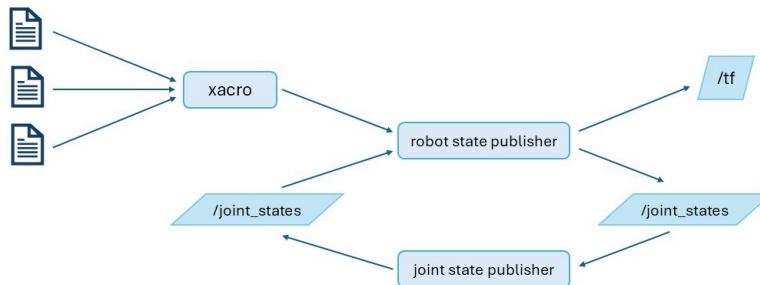 xacro
/tf
robot state publisher
/joint_states
/joint_states
joint state publisher